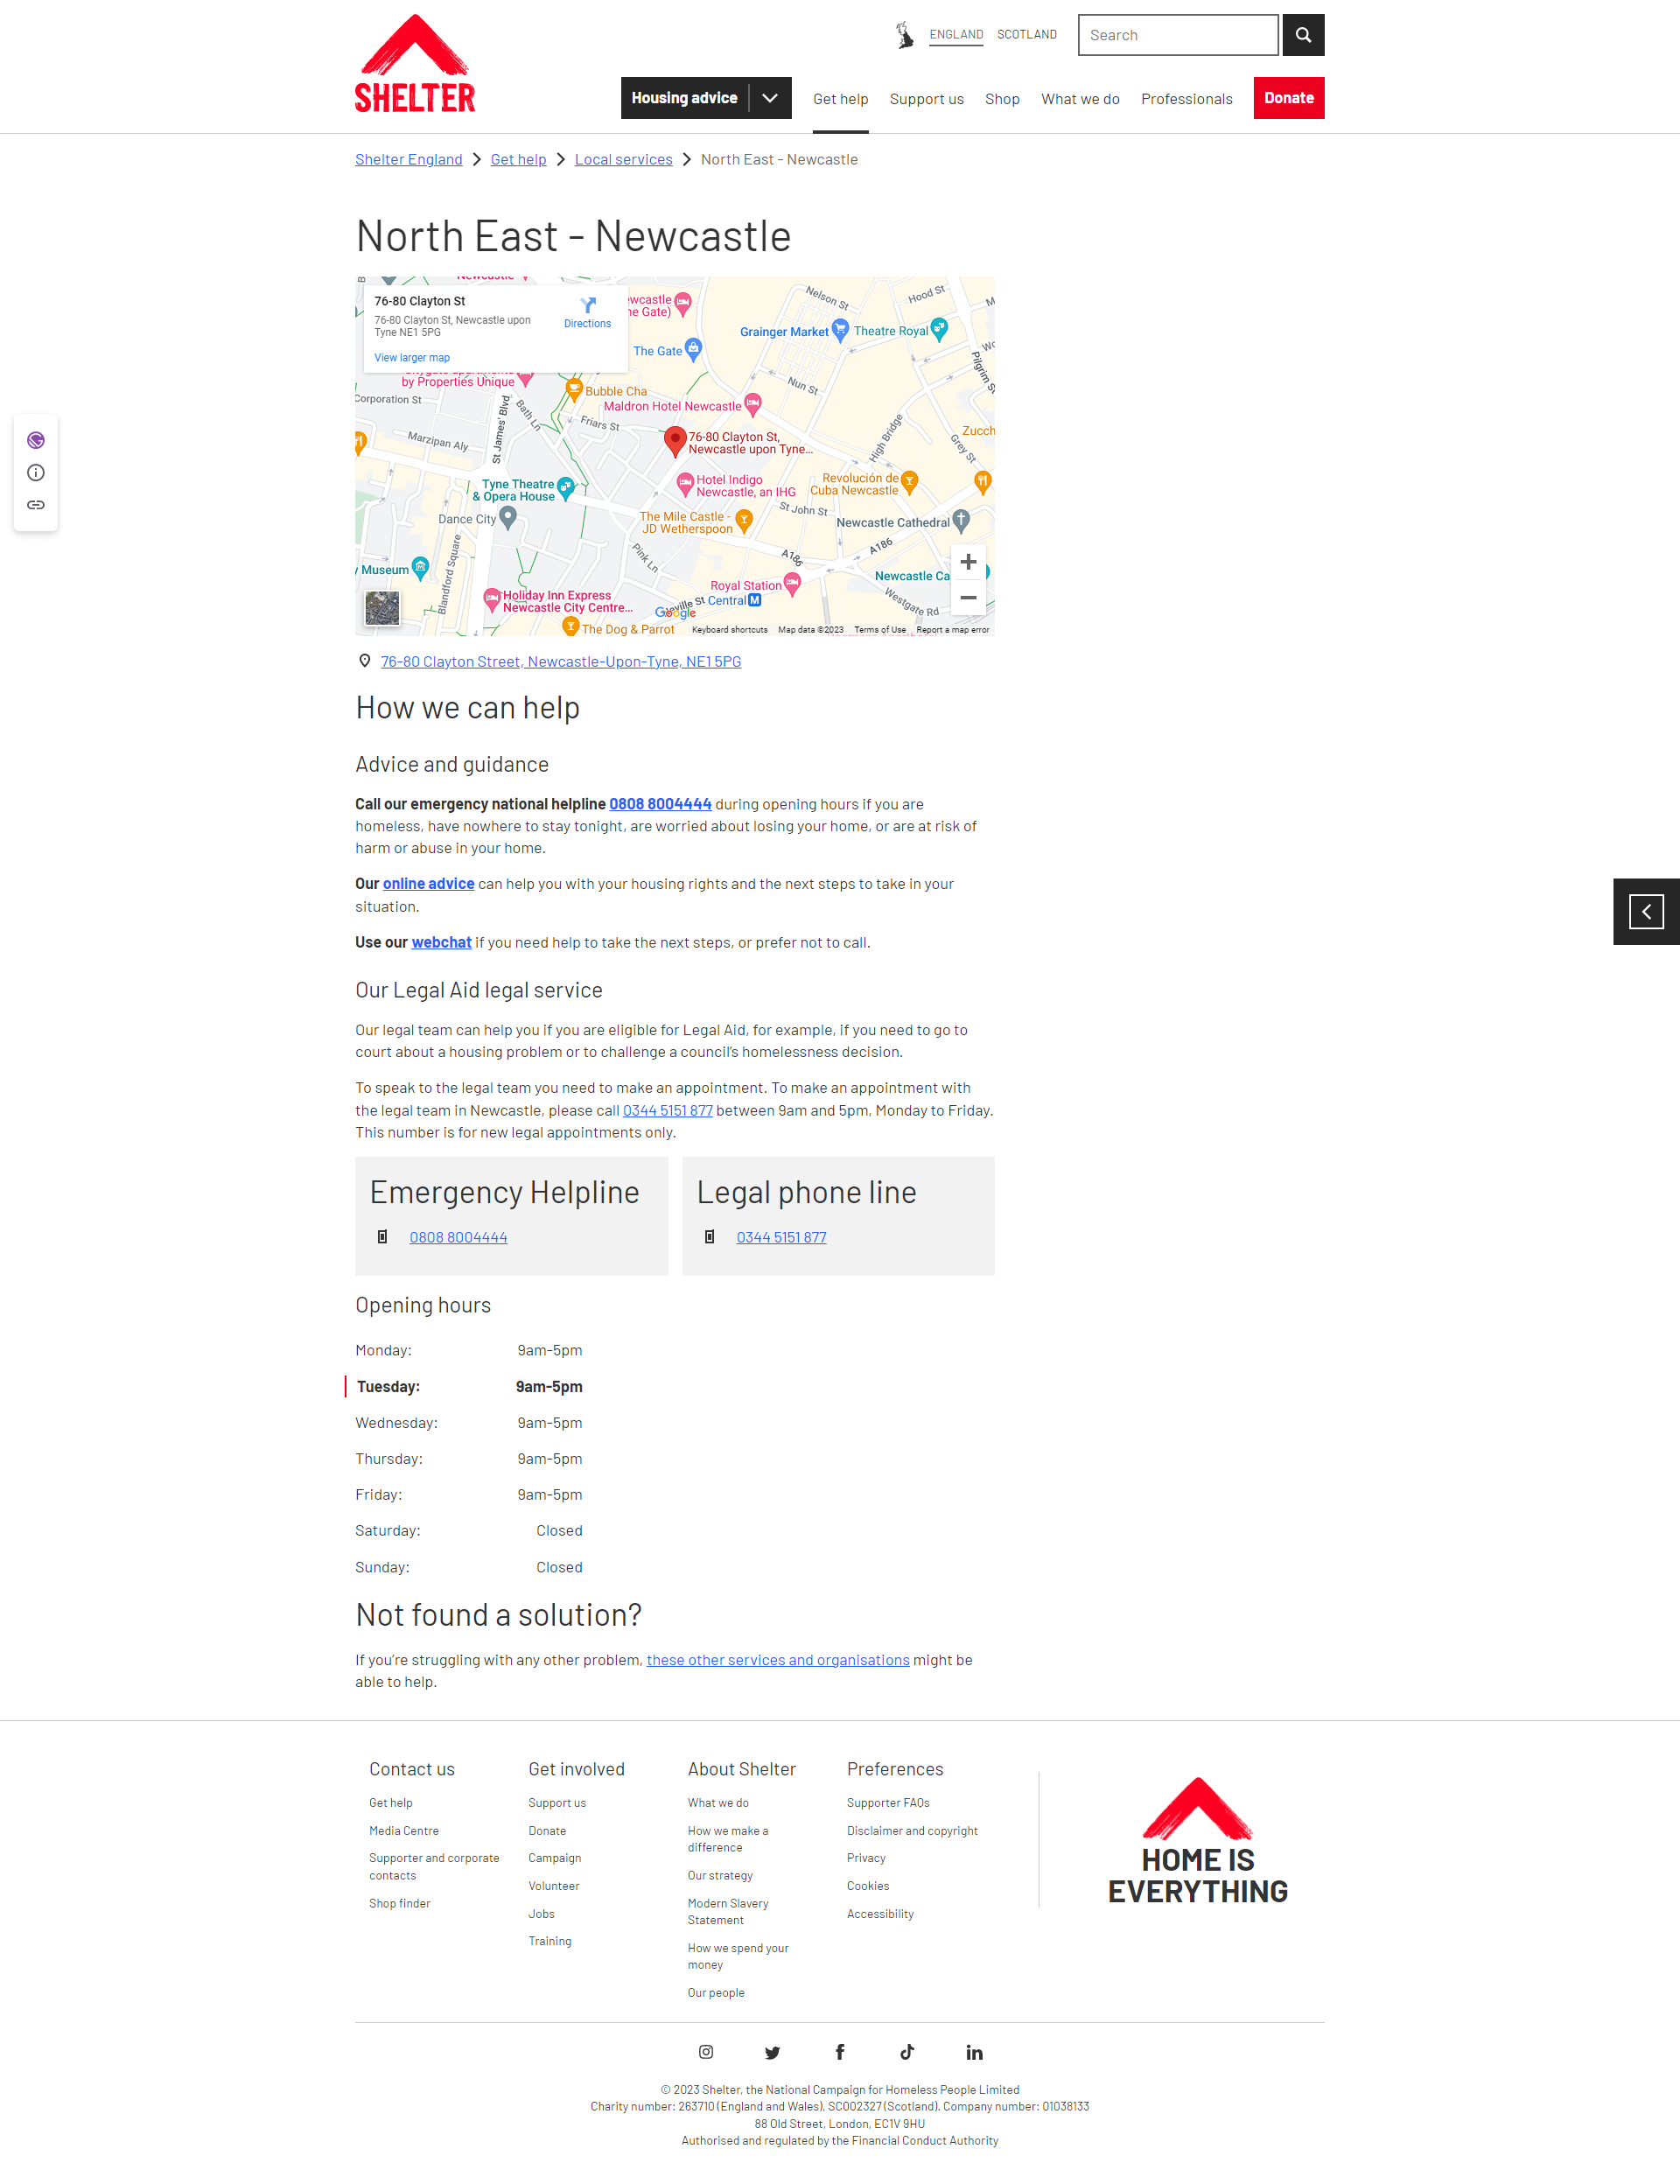 SHELTER
ENGLAND
SCOTLAND
Search
Housing advice
Get help
Support us
Shop
What we do
Professionals
Donate
Shelter England
Get help
Local services
North East - Newcastle
North East - Newcastle
76-80 Clayton St
76-80 Clayton St, Newcastle upon
Tyne NE1 5PG
Directions
View larger map
The Gate
Grainger Market
Theatre Royal
Nelson St
Hood St
by Properties Unique
Bubble Cha
Corporation St
Maldron Hotel Newcastle
Nun St
Bath Ln
Friars St
St James' Blvd
Marzipan Aly
High Bridge
Grey St
Zucch
76-80 Clayton St,
Newcastle upon Tyne...
Tyne Theatre
& Opera House
Hotel Indigo
Newcastle, an IHG
Revolución de
Cuba Newcastle
St John St
Dance City
The Mile Castle -
JD Wetherspoon
Newcastle Cathedral
Blandford Square
Pink Ln
A186
A186
Museum
Royal Station
Newcastle Ca
Holiday Inn Express
Newcastle City Centre...
Central
M
Westgate Rd
Google
The Dog & Parrot
Keyboard shortcuts
Map data ©2023
Terms of Use
Report a map error
76-80 Clayton Street, Newcastle-Upon-Tyne, NE1 5PG
How we can help
Advice and guidance
Call our emergency national helpline 0808 8004444 during opening hours if you are
homeless, have nowhere to stay tonight, are worried about losing your home, or are at risk of
harm or abuse in your home.
Our online advice can help you with your housing rights and the next steps to take in your
situation.
Use our webchat if you need help to take the next steps, or prefer not to call.
Our Legal Aid legal service
Our legal team can help you if you are eligible for Legal Aid, for example, if you need to go to
court about a housing problem or to challenge a council's homelessness decision.
To speak to the legal team you need to make an appointment. To make an appointment with
the legal team in Newcastle, please call 0344 5151 877 between 9am and 5pm, Monday to Friday.
This number is for new legal appointments only.
Emergency Helpline
0808 8004444
Legal phone line
0344 5151 877
Opening hours
Monday: 9am-5pm
Tuesday: 9am-5pm
Wednesday: 9am-5pm
Thursday: 9am-5pm
Friday: 9am-5pm
Saturday: Closed
Sunday: Closed
Not found a solution?
If you're struggling with any other problem, these other services and organisations might be
able to help.
Contact us
Get help
Media Centre
Supporter and corporate
contacts
Shop finder
Get involved
Support us
Donate
Campaign
Volunteer
Jobs
Training
About Shelter
What we do
How we make a
difference
Our strategy
Modern Slavery
Statement
How we spend your
money
Our people
Preferences
Supporter FAQs
Disclaimer and copyright
Privacy
Cookies
Accessibility
HOME IS
EVERYTHING
© 2023 Shelter, the National Campaign for Homeless People Limited
Charity number: 263710 (England and Wales), SC002327 (Scotland). Company number: 01038133
88 Old Street, London, EC1V 9HU
Authorised and regulated by the Financial Conduct Authority